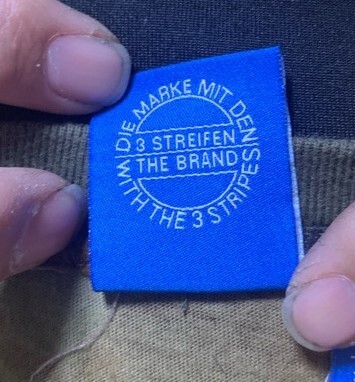 DIE MARKE MIT DEN
3 STREIFEN
THE BRAND
WITH THE 3 STRIPES